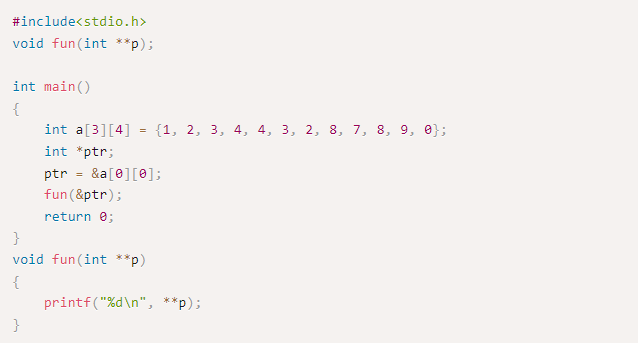 #include<stdio.h>
void fun(int **p);

int main()
{
    int a[3][4] = {1, 2, 3, 4, 4, 3, 2, 8, 7, 8, 9, 0};
    int *ptr;
    ptr = &a[0][0];
    fun(&ptr);
    return 0;
}
void fun(int **p)
{
    printf("%d\n", **p);
}